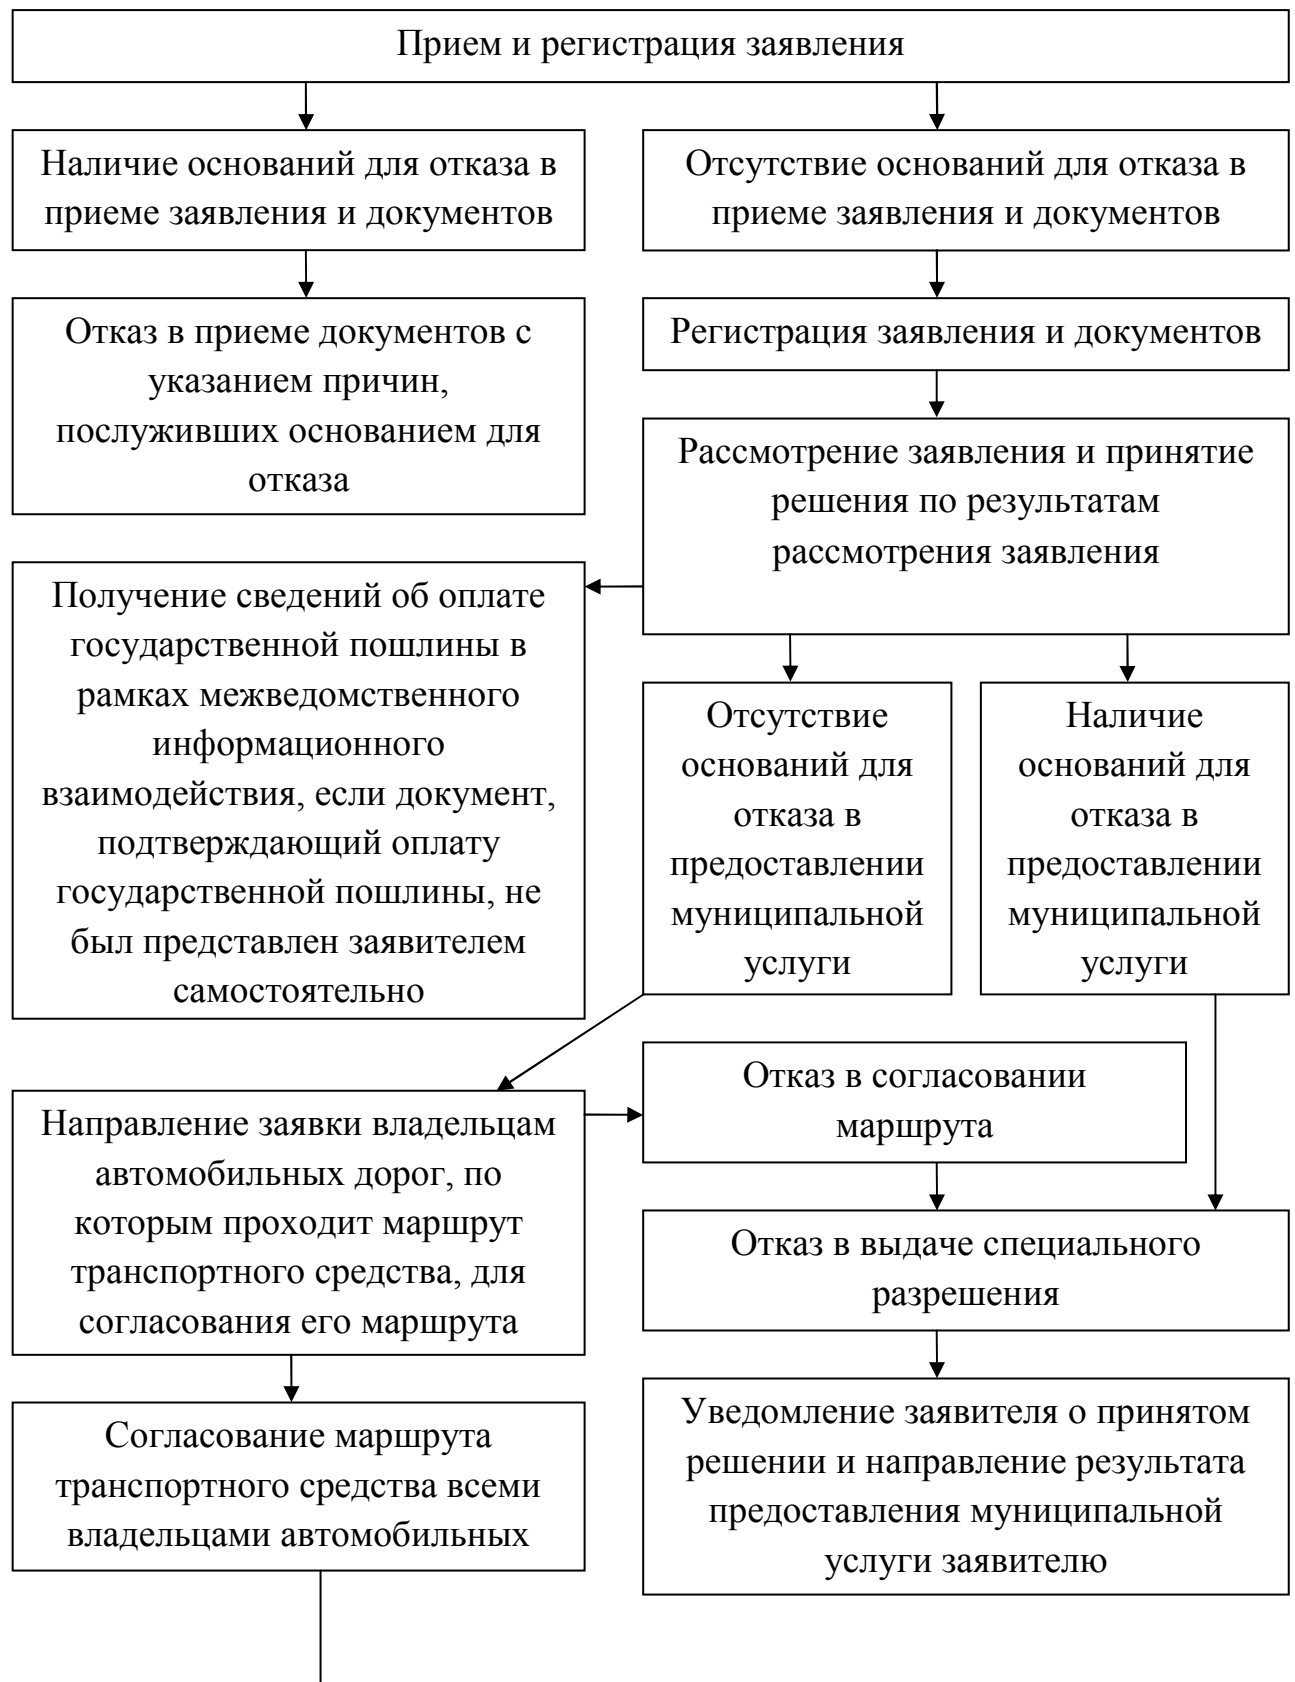 Прием и регистрация заявления
Наличие оснований для отказа в
приеме заявления и документов
Отсутствие оснований для отказа в
приеме заявления и документов
Отказ в приеме документов с
указанием причин,
послуживших основанием для
отказа
Регистрация заявления и документов
Рассмотрение заявления и принятие
решения по результатам
рассмотрения заявления
Получение сведений об оплате
государственной пошлины в
рамках межведомственного
информационного
взаимодействия, если документ,
подтверждающий оплату
государственной пошлины, не
был представлен заявителем
самостоятельно
Отсутствие
оснований для
отказа в
предоставлении
муниципальной
услуги
Наличие
оснований для
отказа в
предоставлении
муниципальной
услуги
Отказ в согласовании
маршрута
Направление заявки владельцам
автомобильных дорог, по
которым проходит маршрут
транспортного средства, для
согласования его маршрута
Отказ в выдаче специального
разрешения
Согласование маршрута
транспортного средства всеми
владельцами автомобильных
Уведомление заявителя о принятом
решении и направление результата
предоставления муниципальной
услуги заявителю